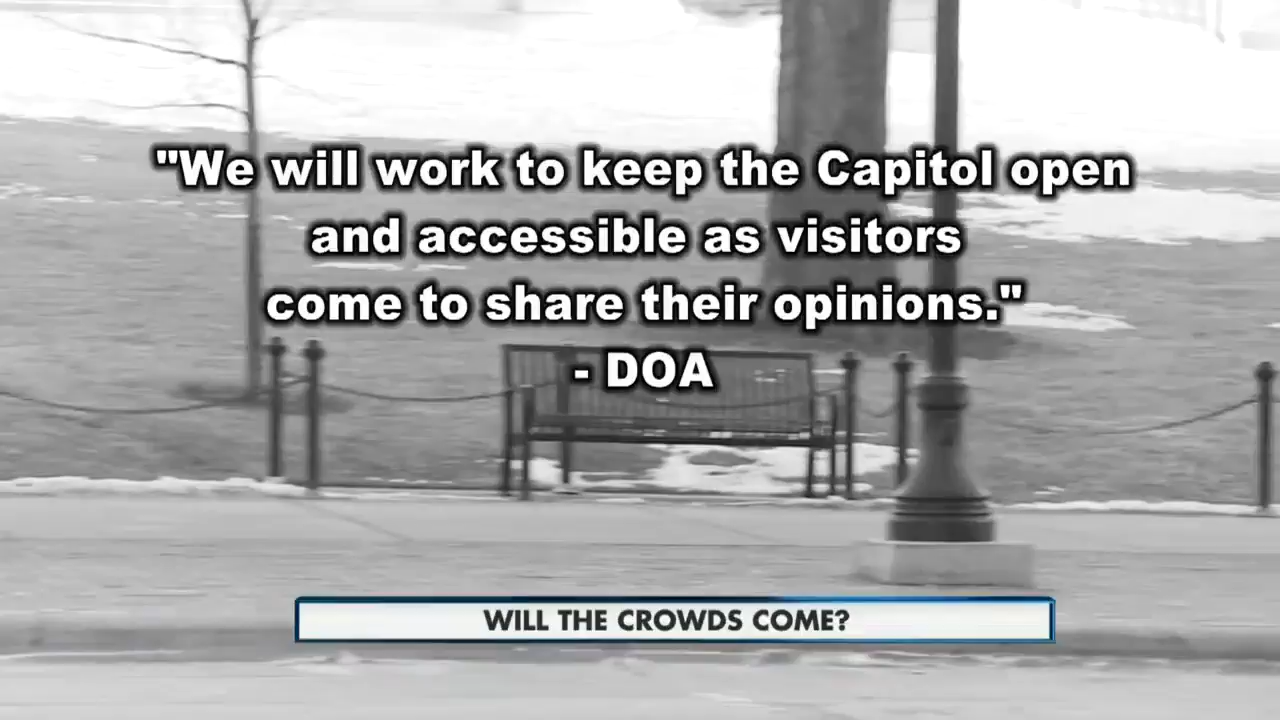 "We will work to keep the Capitol open
and accessible as visitors
come to share their opinions."
- DOA
WILL THE CROWDS COME?